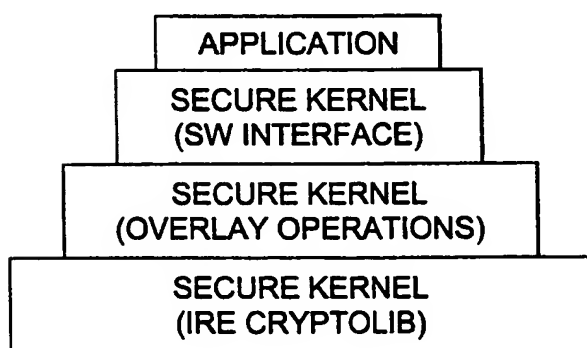 APPLICATION
SECURE KERNEL
(SW INTERFACE)
SECURE KERNEL
(OVERLAY OPERATIONS)
SECURE KERNEL
(IRE CRYPTOLIB)